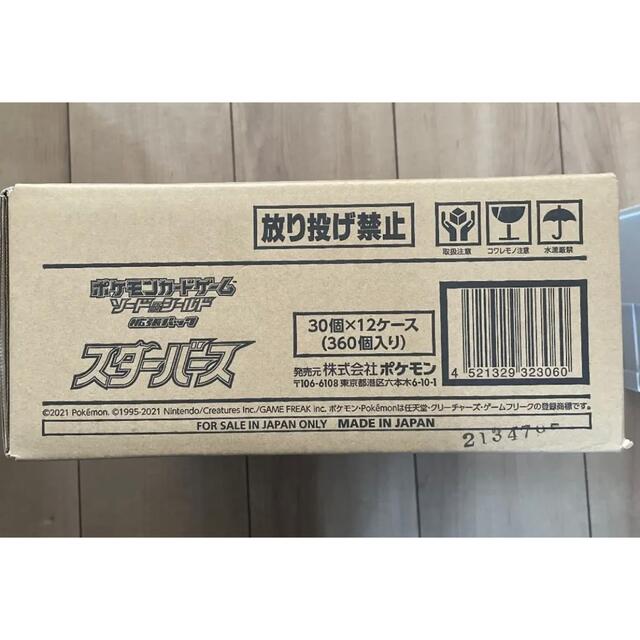 放り投げ禁止
取扱注意
コワレモノ注意
水濡厳禁
ポケモンカードゲーム
ソード&シールド
拡張パック
スターバース
30個×12ケース
(360個入り)
発売元 株式会社ポケモン
〒106-6108 東京都港区六本木6-10-1
4 521329 323060
©2021 Pokémon. ©1995-2021 Nintendo/Creatures Inc./GAME FREAK inc. ポケモン・Pokémonは任天堂・クリーチャーズ・ゲームフリークの登録商標です。
FOR SALE IN JAPAN ONLY MADE IN JAPAN